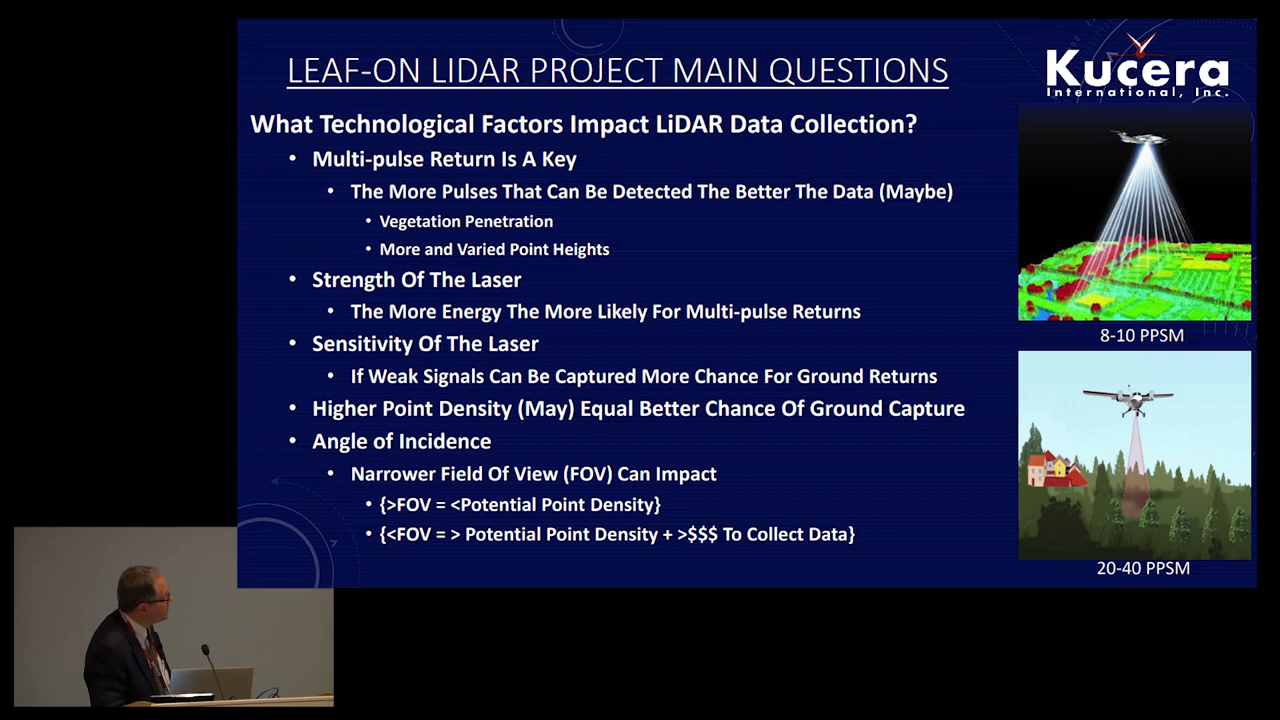 LEAF-ON LIDAR PROJECT MAIN QUESTIONS
Kucera
International, Inc.
What Technological Factors Impact LiDAR Data Collection?
• Multi-pulse Return Is A Key
• The More Pulses That Can Be Detected The Better The Data (Maybe)
• Vegetation Penetration
• More and Varied Point Heights
• Strength Of The Laser
• The More Energy The More Likely For Multi-pulse Returns
• Sensitivity Of The Laser
• If Weak Signals Can Be Captured More Chance For Ground Returns
• Higher Point Density (May) Equal Better Chance Of Ground Capture
• Angle of Incidence
• Narrower Field Of View (FOV) Can Impact
• {>FOV = <Potential Point Density}
• {<FOV = > Potential Point Density + >$$$ To Collect Data}
8-10 PPSM
20-40 PPSM